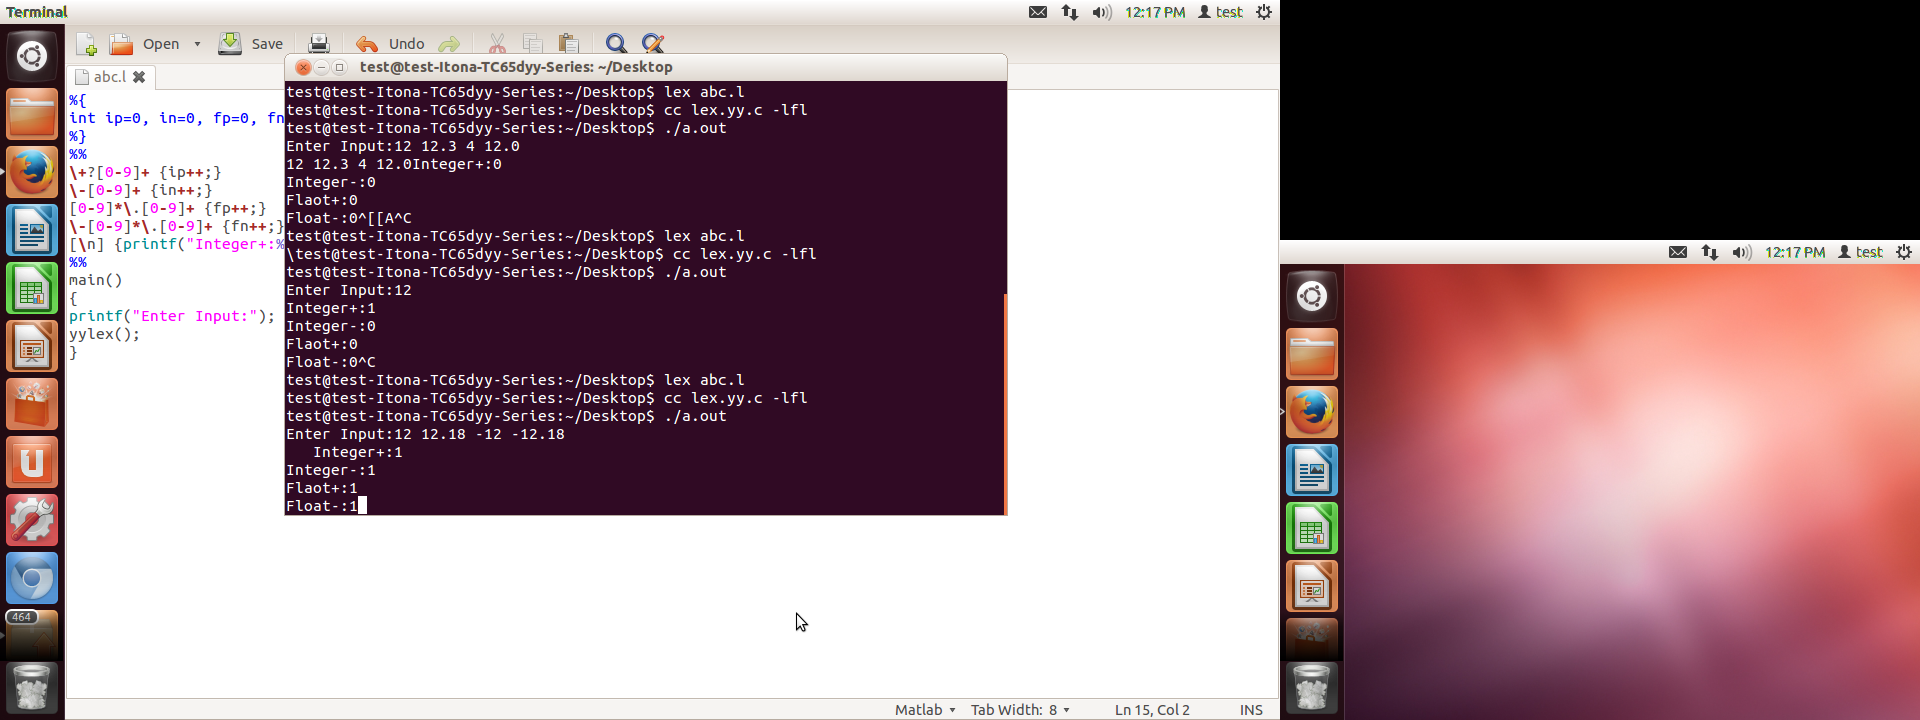 Terminal
12:17 PM test
Open Save Undo
abc.l
test@test-Itona-TC65dyy-Series: ~/Desktop
%{
int ip=0, in=0, fp=0, fn
%}
%%
\+?[0-9]+ {ip++;}
\-[0-9]+ {in++;}
[0-9]*\.[0-9]+ {fp++;}
\-[0-9]*\.[0-9]+ {fn++;}
[\n] {printf("Integer+:%
%%
main()
{
printf("Enter Input:");
yylex();
}
test@test-Itona-TC65dyy-Series:~/Desktop$ lex abc.l
test@test-Itona-TC65dyy-Series:~/Desktop$ cc lex.yy.c -lfl
test@test-Itona-TC65dyy-Series:~/Desktop$ ./a.out
Enter Input:12 12.3 4 12.0
12 12.3 4 12.0Integer+:0
Integer-:0
Flaot+:0
Float-:0^[[A^C
test@test-Itona-TC65dyy-Series:~/Desktop$ lex abc.l
\test@test-Itona-TC65dyy-Series:~/Desktop$ cc lex.yy.c -lfl
test@test-Itona-TC65dyy-Series:~/Desktop$ ./a.out
Enter Input:12
Integer+:1
Integer-:0
Flaot+:0
Float-:0^C
test@test-Itona-TC65dyy-Series:~/Desktop$ lex abc.l
test@test-Itona-TC65dyy-Series:~/Desktop$ cc lex.yy.c -lfl
test@test-Itona-TC65dyy-Series:~/Desktop$ ./a.out
Enter Input:12 12.18 -12 -12.18
   Integer+:1
Integer-:1
Flaot+:1
Float-:1
464
Matlab Tab Width: 8 Ln 15, Col 2 INS
12:17 PM test